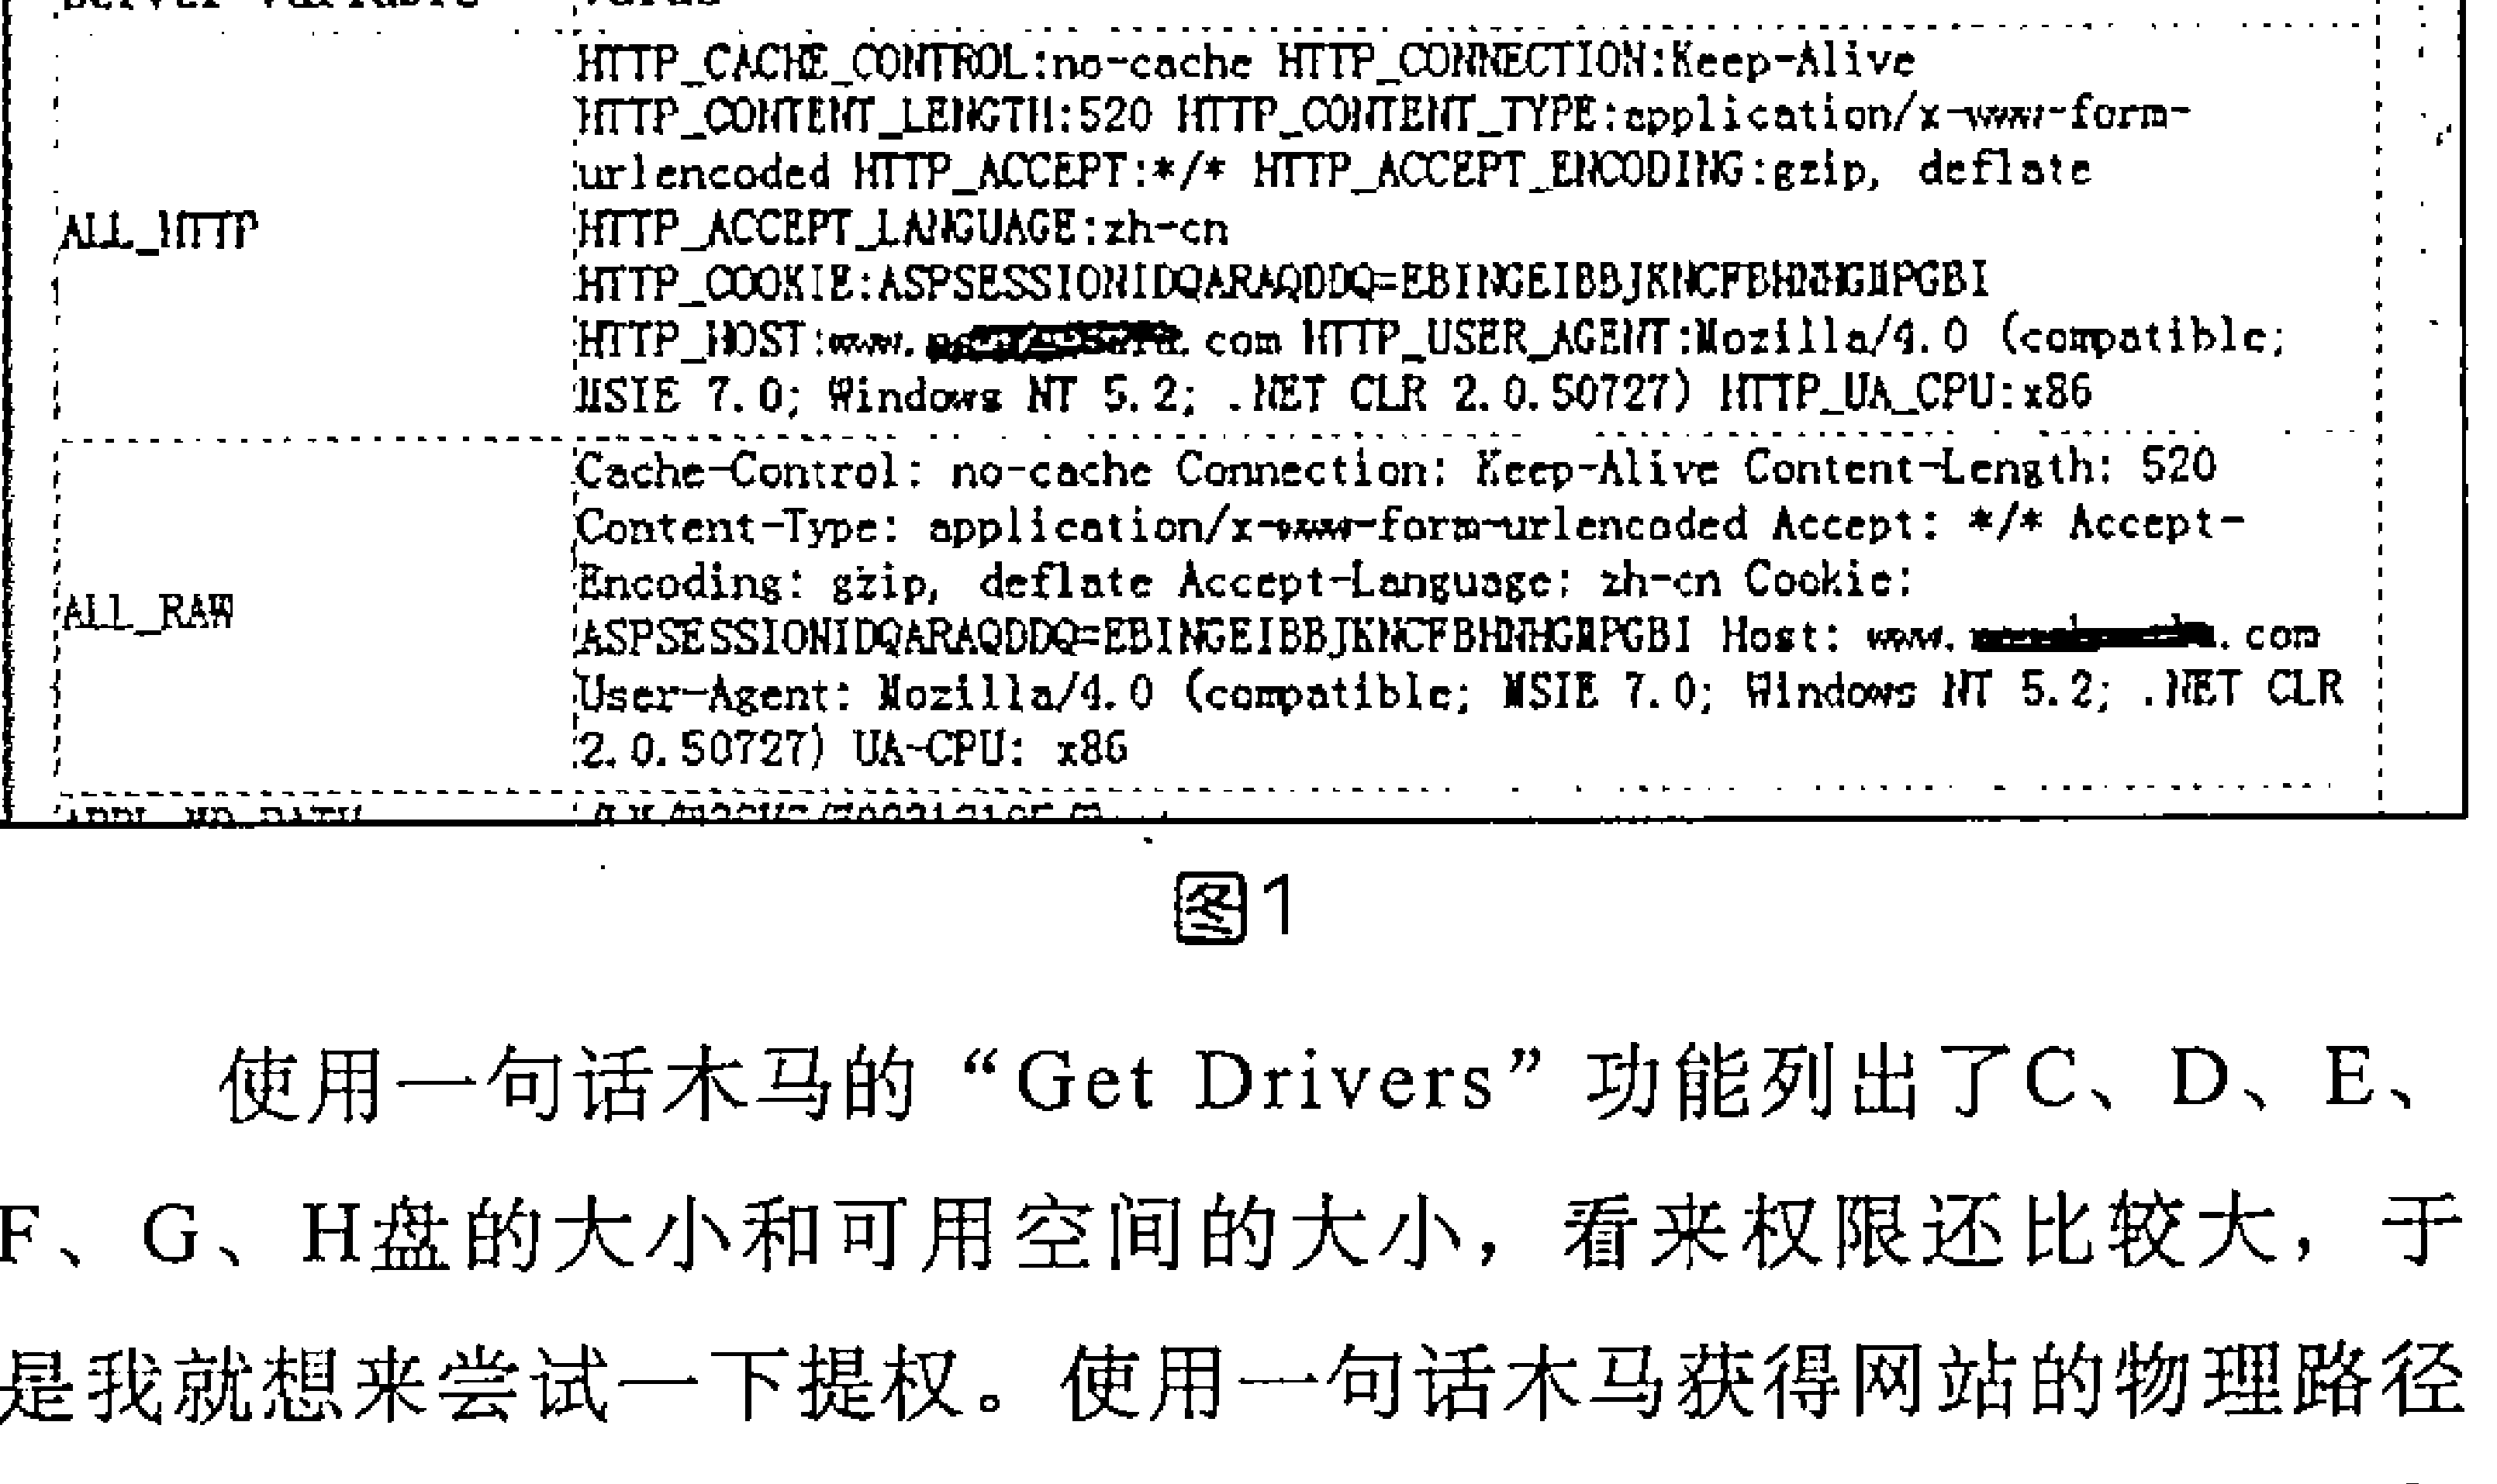 HTTP_CACHE_CONTROL:no-cache HTTP_CONNECTION:Keep-Alive
HTTP_CONTENT_LENGTH:520 HTTP_CONTENT_TYPE:application/x-www-form-
urlencoded HTTP_ACCEPT:*/* HTTP_ACCEPT_ENCODING:gzip, deflate
ALL_HTTP
HTTP_ACCEPT_LANGUAGE:zh-cn
HTTP_COOKIE:
HTTP_HOST:www. .com HTTP_USER_AGENT:Mozilla/4.0 (compatible;
MSIE 7.0; Windows NT 5.2; .NET CLR 2.0.50727) HTTP_UA_CPU:x86
Cache-Control: no-cache Connection: Keep-Alive Content-Length: 520
Content-Type: application/x-www-form-urlencoded Accept: */* Accept-
Encoding: gzip, deflate Accept-Language: zh-cn Cookie:
ALL_RAW
Host: www. .com
User-Agent: Mozilla/4.0 (compatible; MSIE 7.0; Windows NT 5.2; .NET CLR
2.0.50727) UA-CPU: x86
图1
使用一句话木马的“Get Drivers”功能列出了C、D、E、
F、G、H盘的大小和可用空间的大小，看来权限还比较大，于
是我就想来尝试一下提权。使用一句话木马获得网站的物理路径